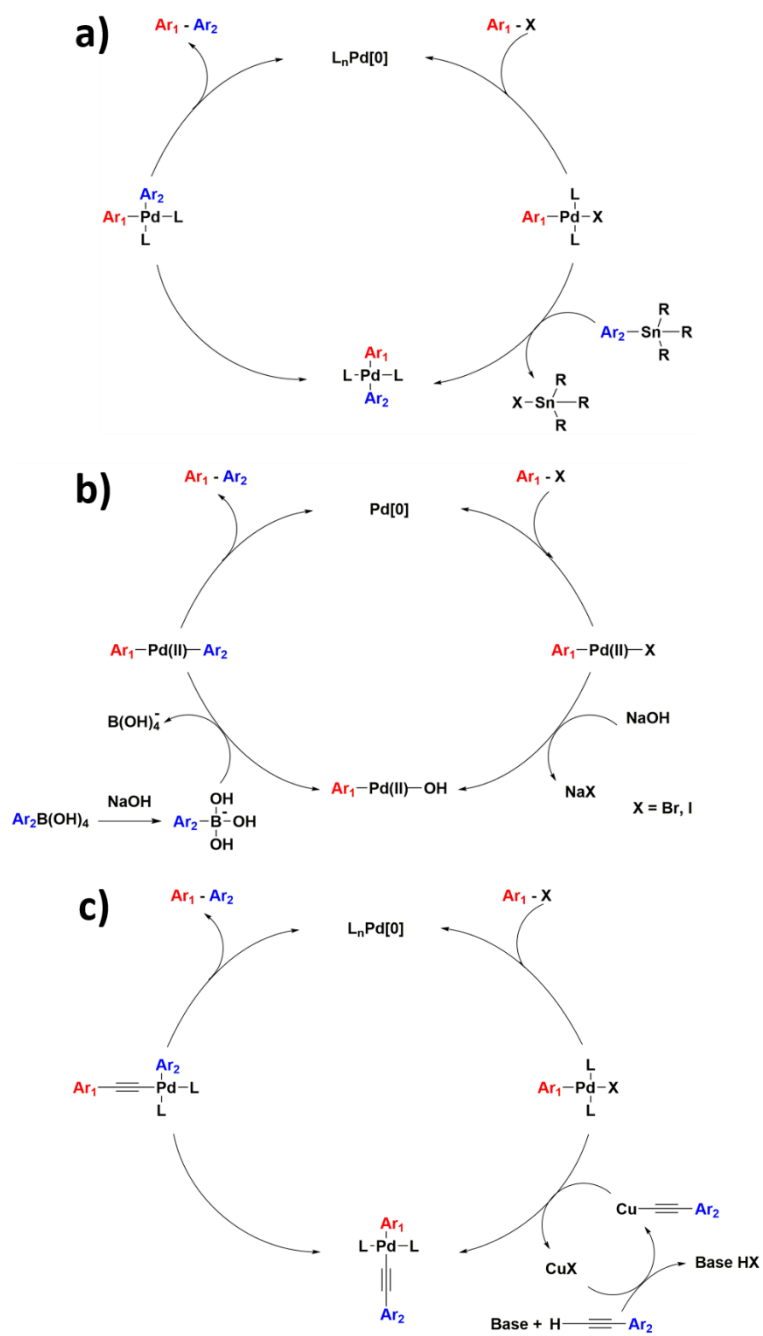 a)
Ar₁ - Ar₂
LₙPd[0]
Ar₁ - X
Ar₂
Ar₁-Pd-L
L
L
Ar₁-Pd-X
L
Ar₂-Sn-R
R
R
Ar₁
L-Pd-L
Ar₂
X-Sn-R
R
R
b)
Ar₁ - Ar₂
Pd[0]
Ar₁ - X
Ar₁-Pd(II)-Ar₂
Ar₁-Pd(II)-X
B(OH)₄⁻
NaOH
Ar₁-Pd(II)-OH
NaX
X = Br, I
Ar₂B(OH)₄
NaOH
OH
Ar₂-B⁻-OH
OH
c)
Ar₁ - Ar₂
LₙPd[0]
Ar₁ - X
Ar₂
Ar₁-≡-Pd-L
L
L
Ar₁-Pd-X
L
Cu-≡-Ar₂
Ar₁
L-Pd-L
Ar₂
CuX
Base HX
Base + H-≡-Ar₂